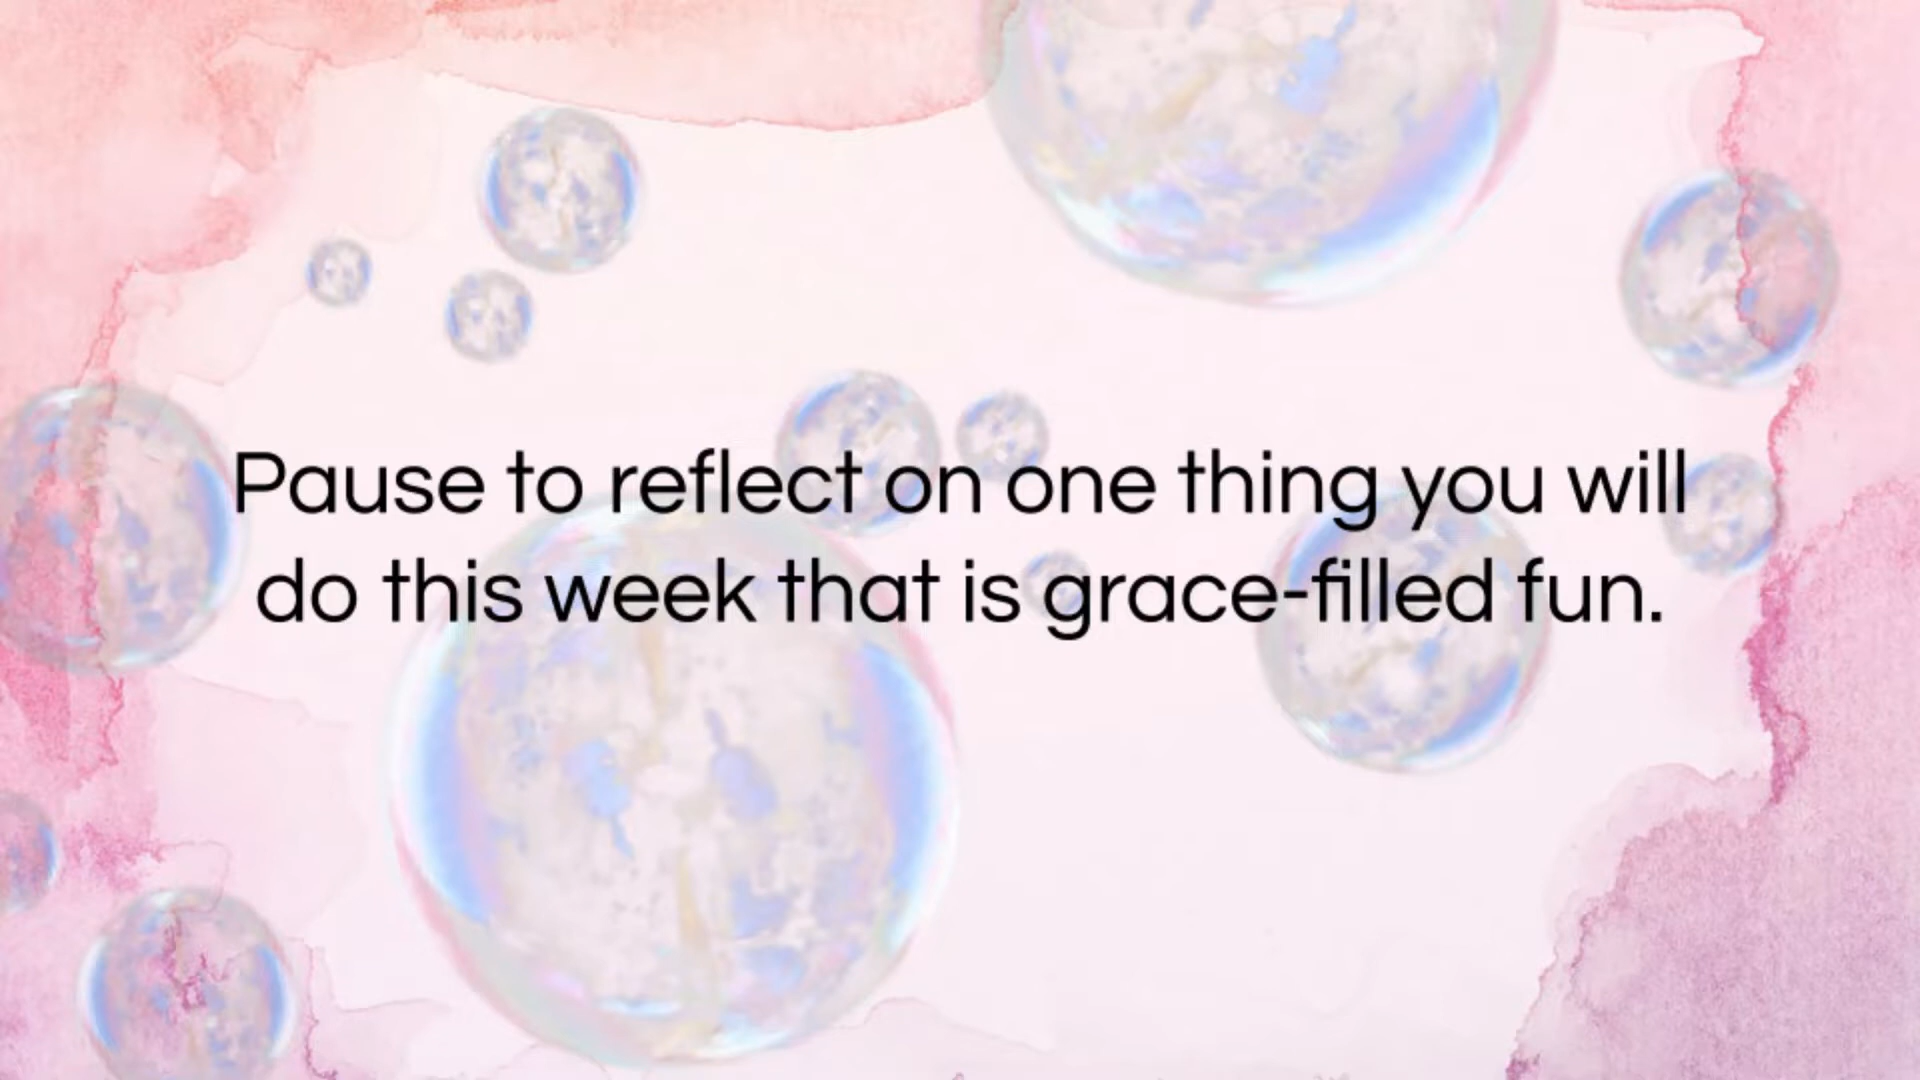 Pause to reflect on one thing you will
do this week that is grace-filled fun.